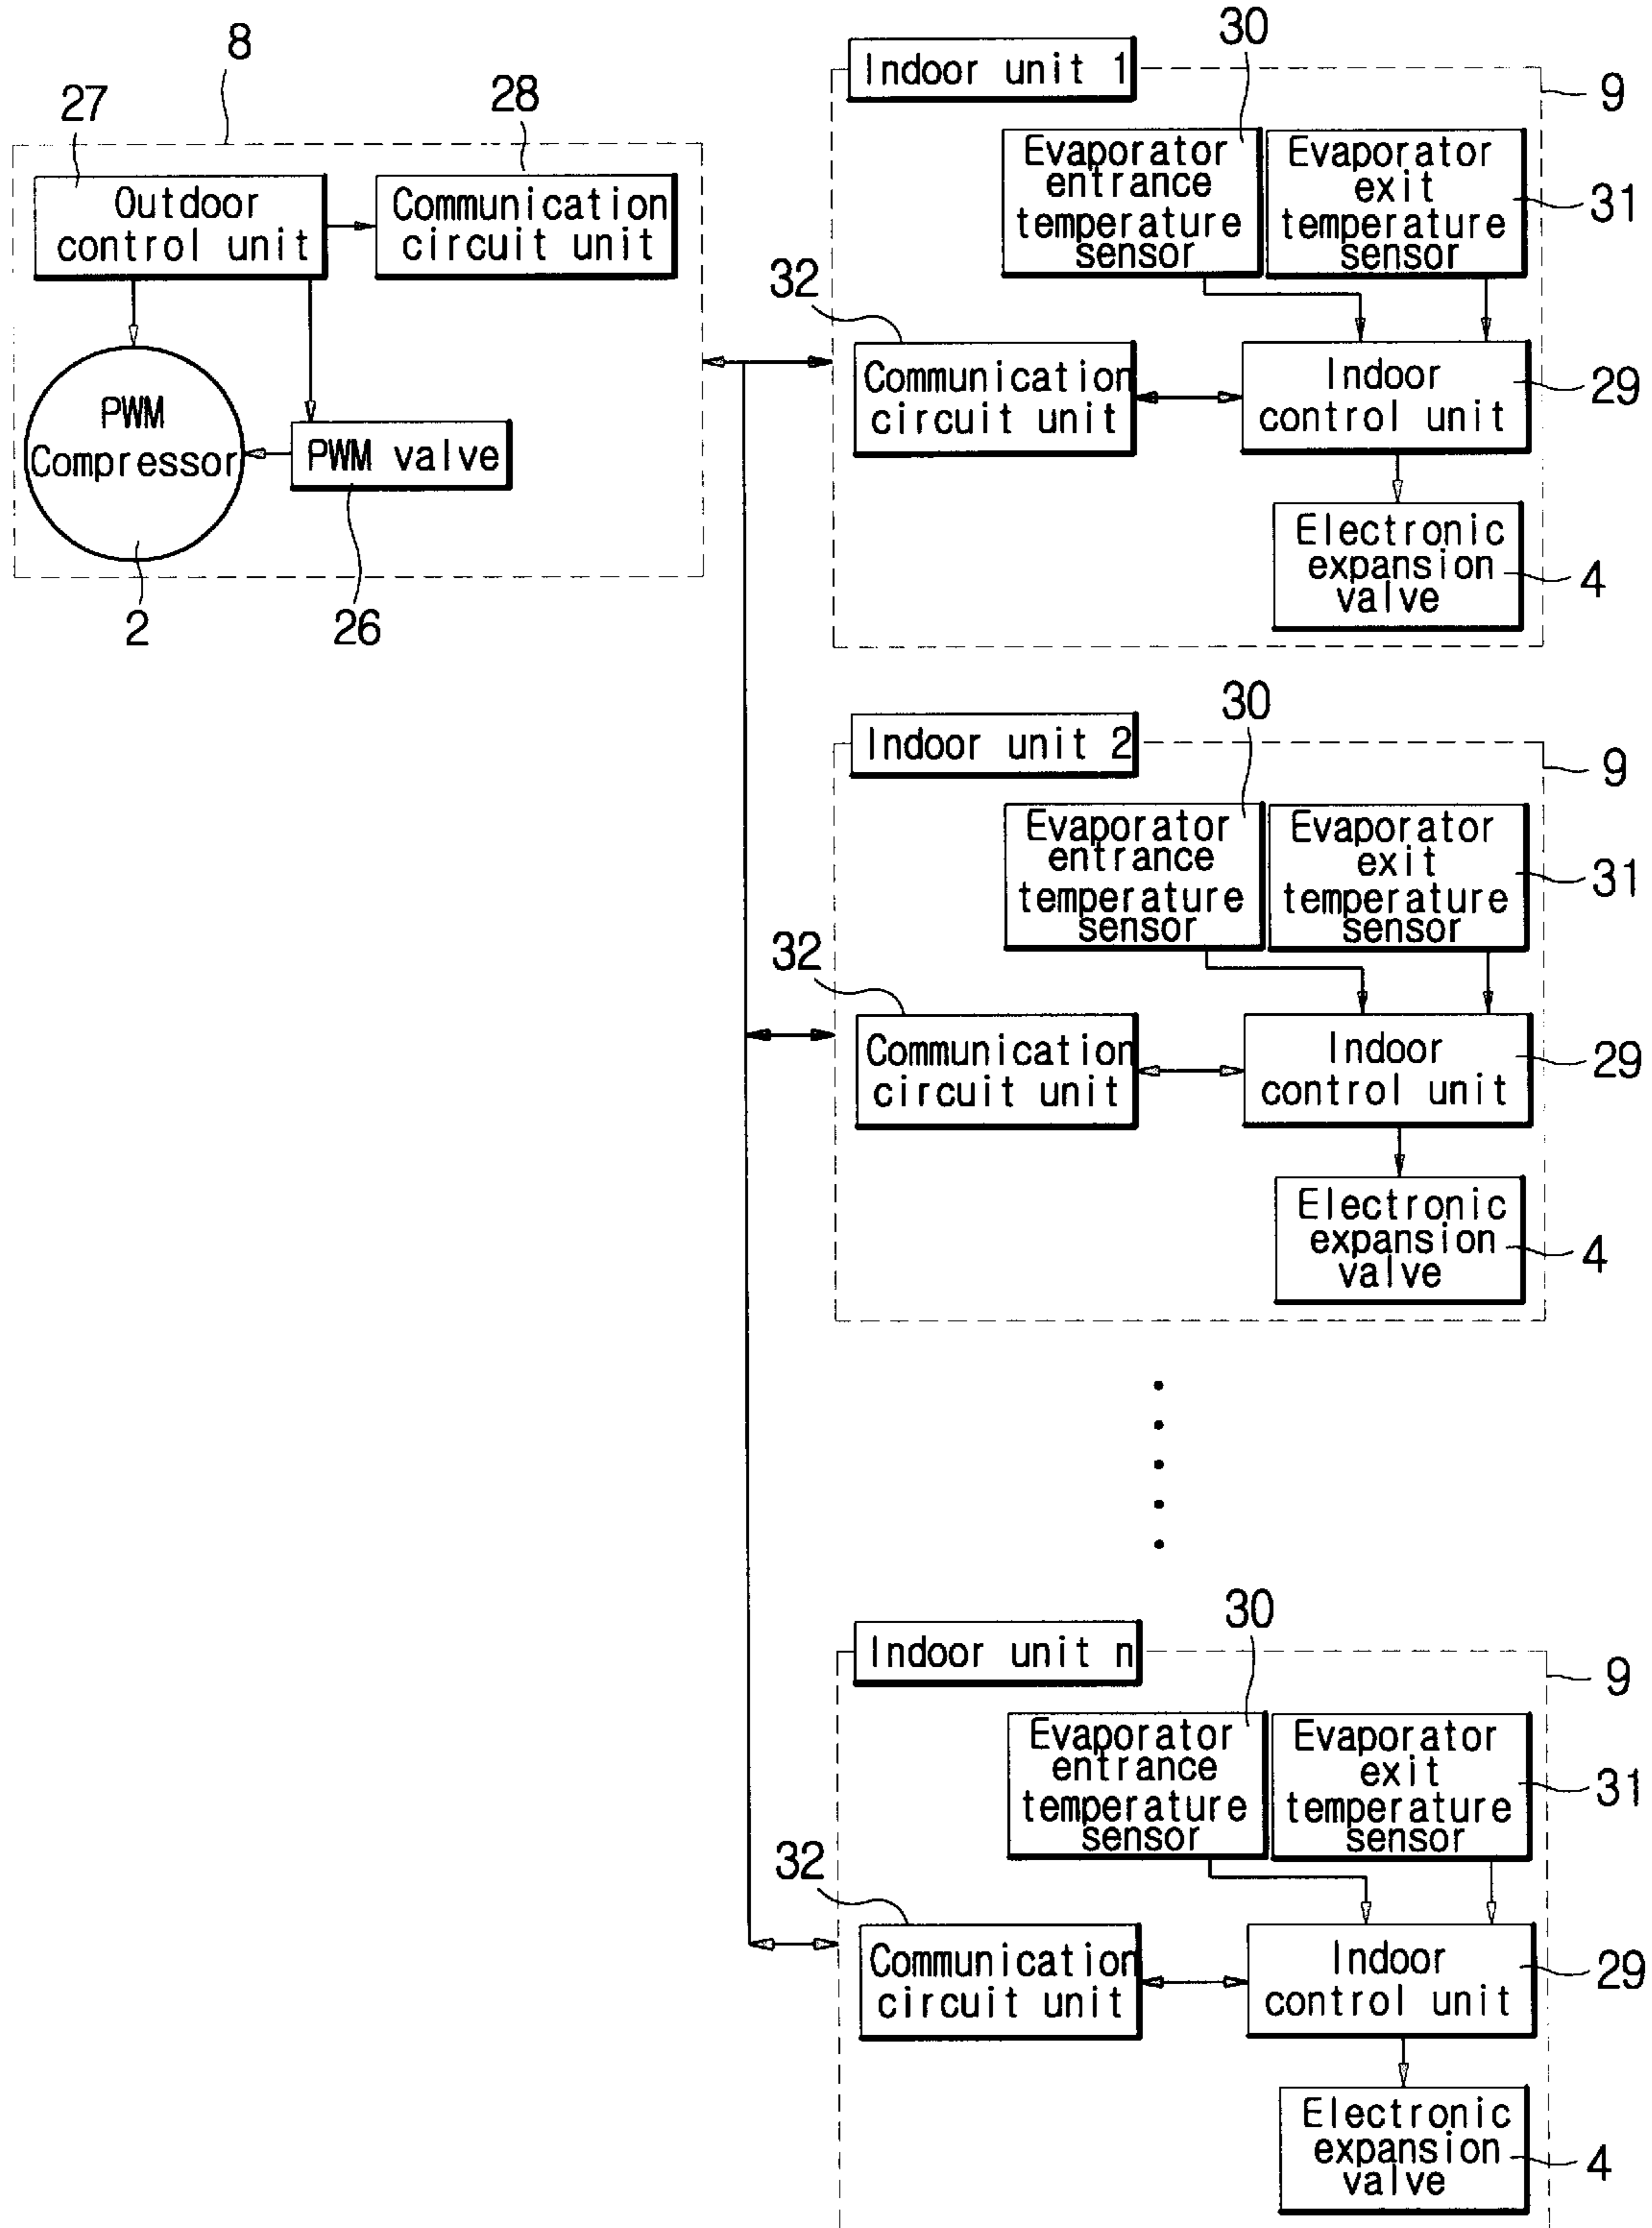 8
27
28
Outdoor
control unit
Communication
circuit unit
PWM
Compressor
PWM valve
2
26
Indoor unit 1
30
9
Evaporator
entrance
temperature
sensor
Evaporator
exit
temperature
sensor
31
32
Communication
circuit unit
Indoor
control unit
29
Electronic
expansion
valve
4
Indoor unit 2
30
9
Evaporator
entrance
temperature
sensor
Evaporator
exit
temperature
sensor
31
32
Communication
circuit unit
Indoor
control unit
29
Electronic
expansion
valve
4
Indoor unit n
30
9
Evaporator
entrance
temperature
sensor
Evaporator
exit
temperature
sensor
31
32
Communication
circuit unit
Indoor
control unit
29
Electronic
expansion
valve
4